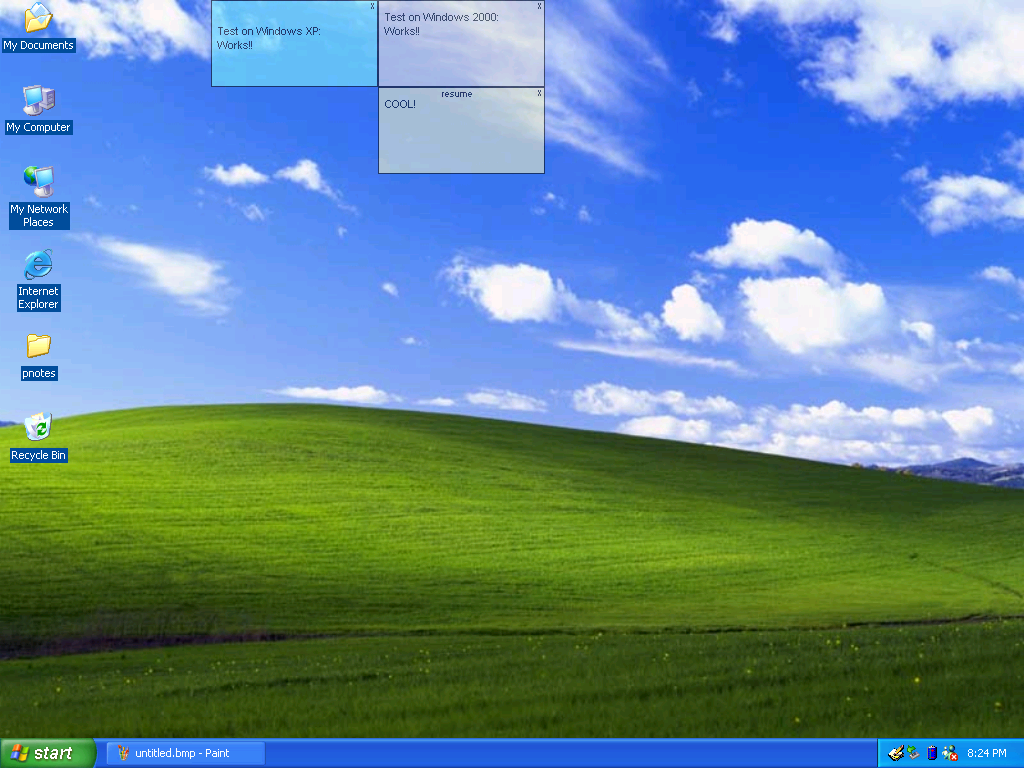 My Documents
My Computer
My Network
Places
Internet
Explorer
pnotes
Recycle Bin
x
Test on Windows XP:
Works!!
x
Test on Windows 2000:
Works!!
resume x
COOL!
start
untitled.bmp - Paint
8:24 PM